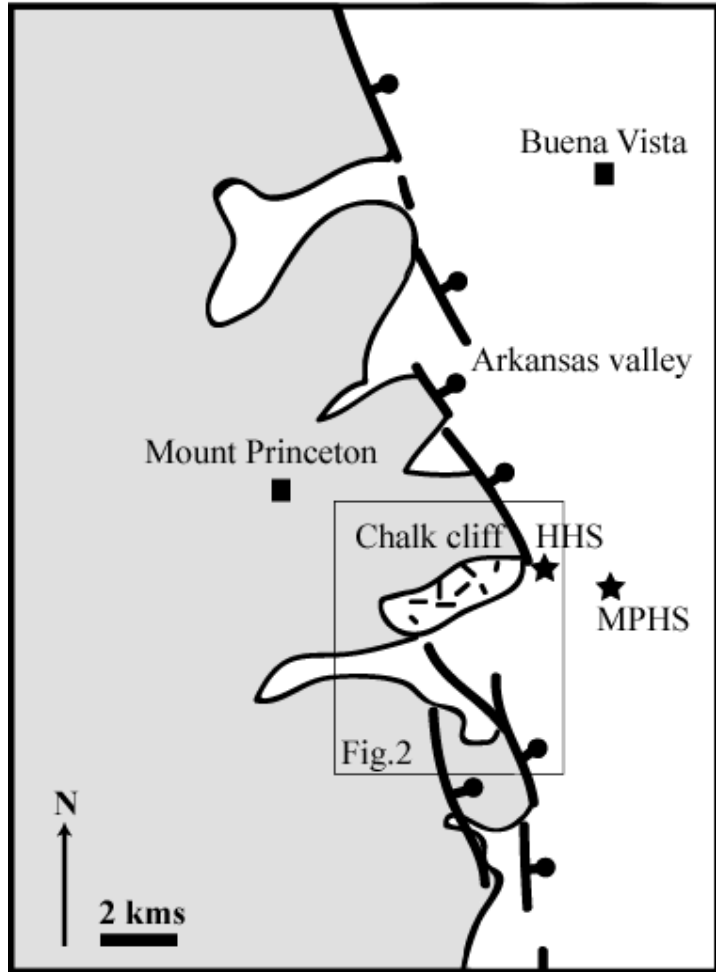 Buena Vista
Arkansas valley
Mount Princeton
Chalk cliff
HHS
MPHS
Fig.2
N
2 kms